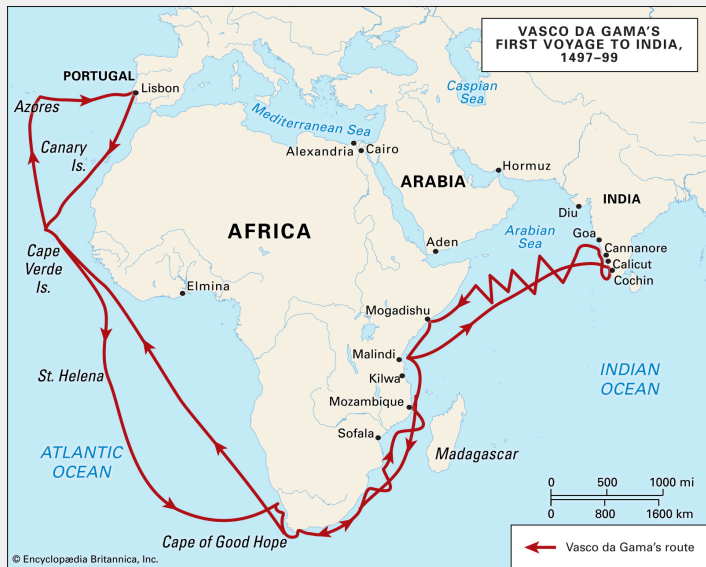 VASCO DA GAMA'S
FIRST VOYAGE TO INDIA,
1497–99
PORTUGAL
Lisbon
Azores
Canary
Is.
Caspian
Sea
Mediterranean Sea
Alexandria
Cairo
Hormuz
ARABIA
INDIA
Diu
AFRICA
Aden
Arabian
Sea
Goa
Cannanore
Calicut
Cochin
Cape
Verde
Is.
Elmina
Mogadishu
Malindi
Kilwa
INDIAN
OCEAN
St. Helena
Mozambique
Sofala
Madagascar
ATLANTIC
OCEAN
0 500 1000 mi
0 800 1600 km
Cape of Good Hope
Vasco da Gama's route
© Encyclopædia Britannica, Inc.